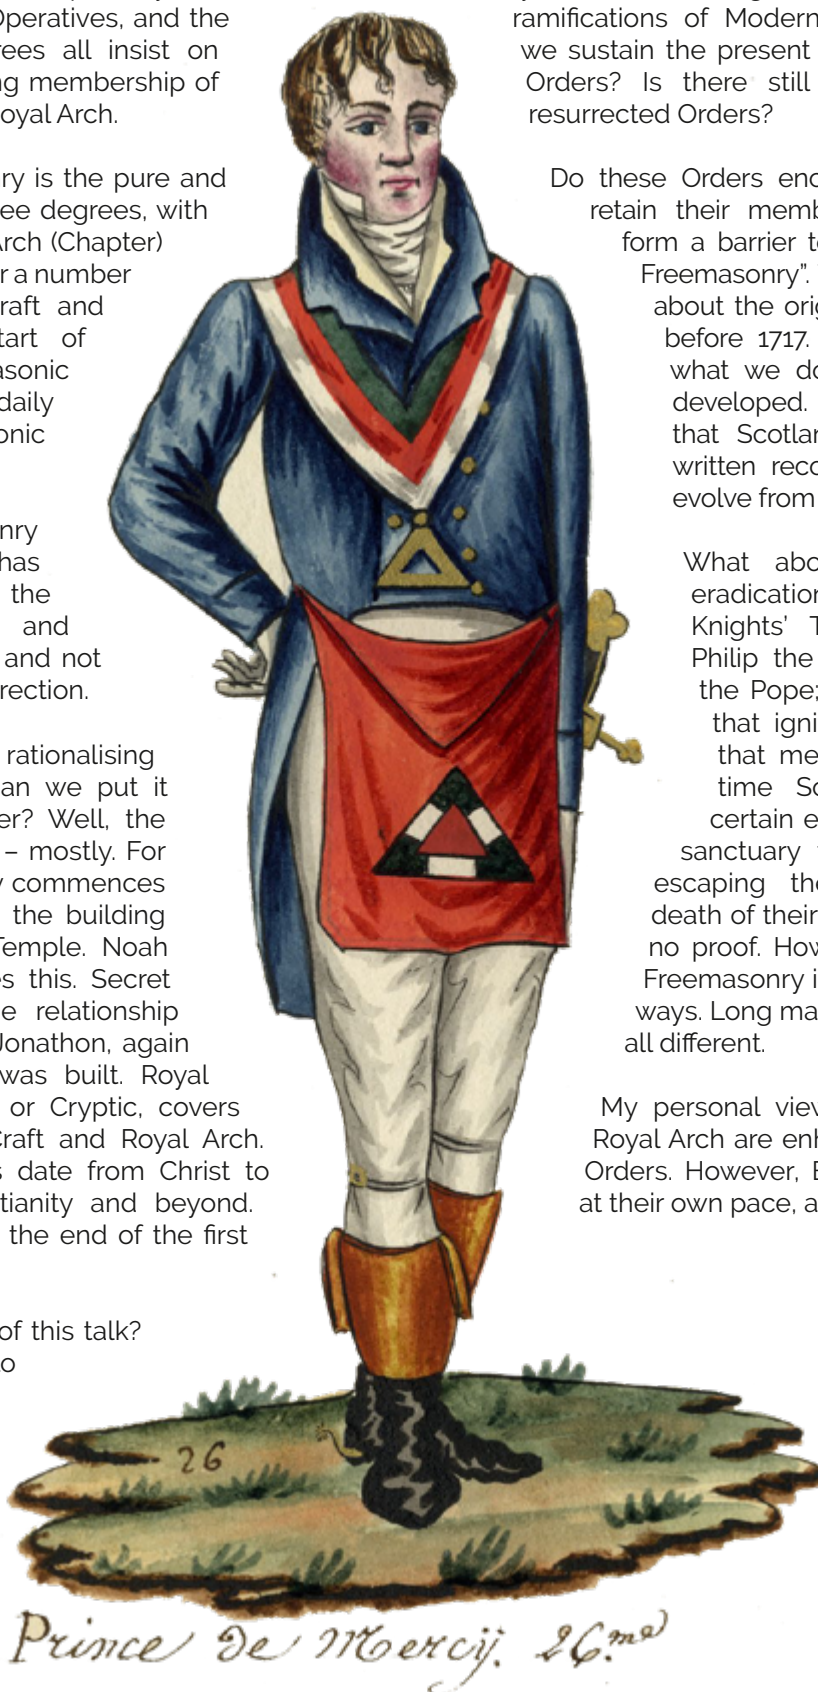 Operatives, and the
rees all insist on
ng membership of
oyal Arch.
ry is the pure and
ee degrees, with
Arch (Chapter)
r a number
raft and
tart of
asonic
daily
onic
nry
has
the
and
and not
rection.
rationalising
an we put it
er? Well, the
– mostly. For
y commences
the building
Temple. Noah
es this. Secret
e relationship
Jonathon, again
was built. Royal
or Cryptic, covers
Craft and Royal Arch.
s date from Christ to
tianity and beyond.
the end of the first
of this talk?
to
ramifications of Modern
we sustain the present
Orders? Is there still
resurrected Orders?
Do these Orders enc
retain their memb
form a barrier to
Freemasonry”.
about the orig
before 1717.
what we do
developed.
that Scotlan
written reco
evolve from
What abo
eradication
Knights’ T
Philip the
the Pope;
that igni
that me
time Sc
certain e
sanctuary
escaping the
death of their
no proof. How
Freemasonry i
ways. Long ma
all different.
My personal view
Royal Arch are enh
Orders. However, B
at their own pace, a
26
Prince de Mercij. 26.me